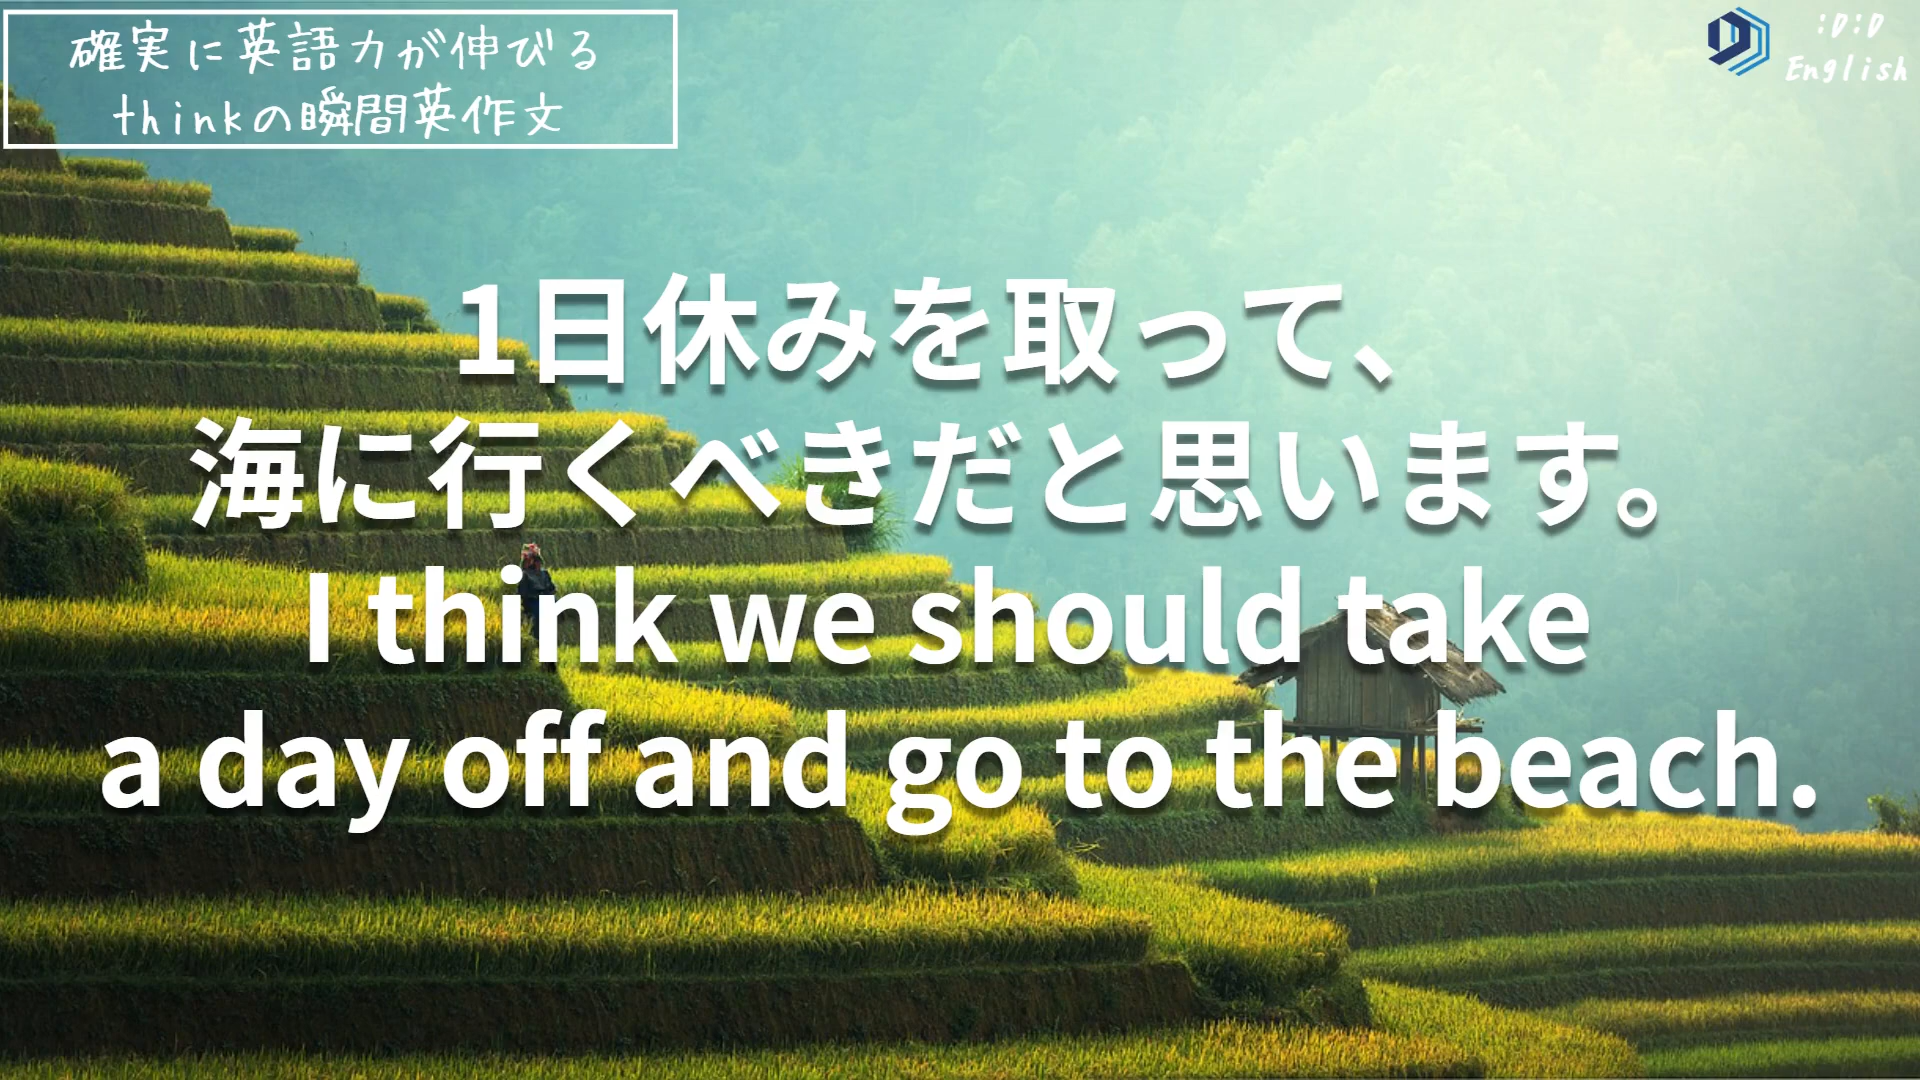 確実に英語力が伸びる
thinkの瞬間英作文
:D:D
English
1日休みを取って、
海に行くべきだと思います。
I think we should take
a day off and go to the beach.